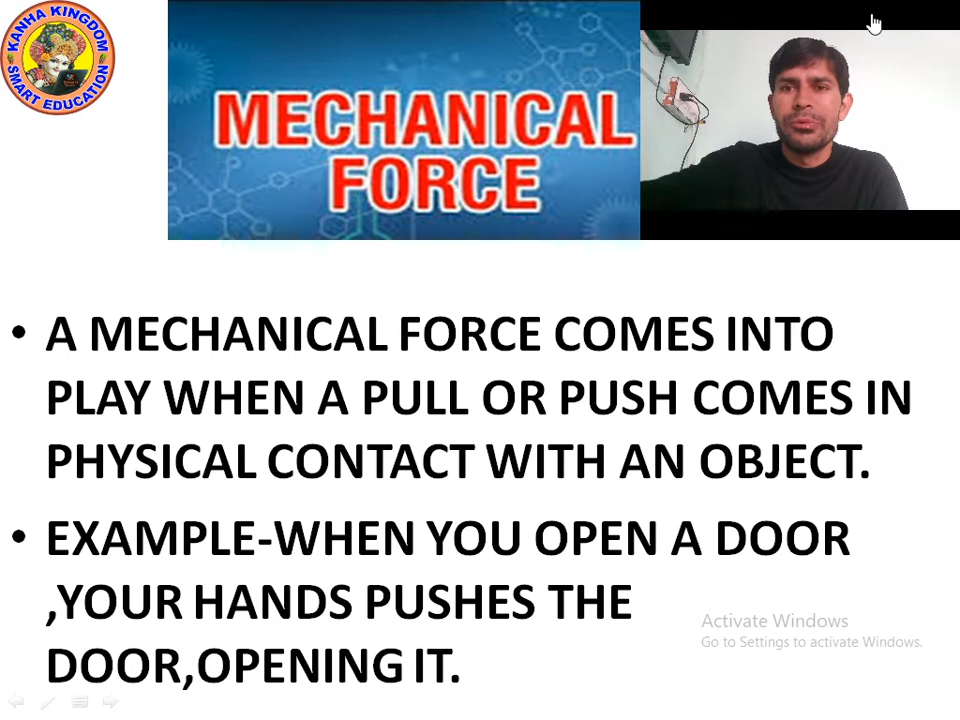 KANHA KINGDOM
SMART EDUCATION
MECHANICAL
FORCE
• A MECHANICAL FORCE COMES INTO
PLAY WHEN A PULL OR PUSH COMES IN
PHYSICAL CONTACT WITH AN OBJECT.
• EXAMPLE-WHEN YOU OPEN A DOOR
,YOUR HANDS PUSHES THE
DOOR,OPENING IT.
Activate Windows
Go to Settings to activate Windows.